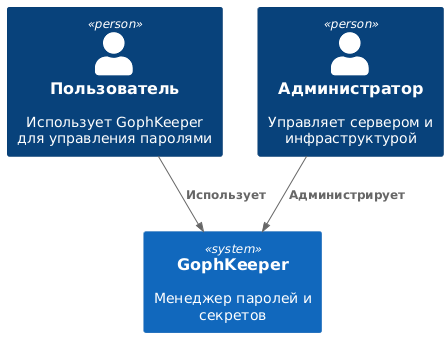 «person»
Пользователь
Использует GophKeeper
для управления паролями
«person»
Администратор
Управляет сервером и
инфраструктурой
Использует
Администрирует
«system»
GophKeeper
Менеджер паролей и
секретов